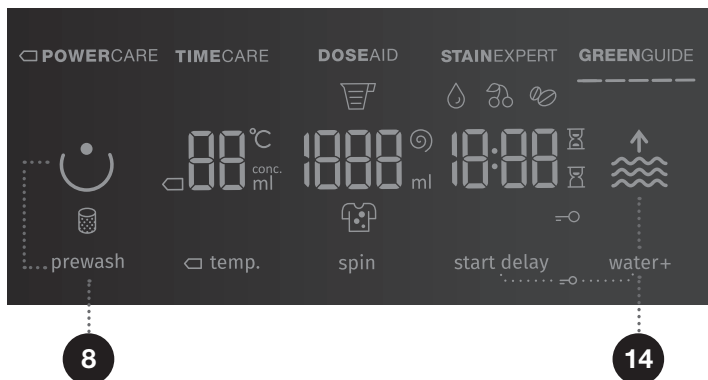 POWERCARE TIMECARE DOSEAID STAINEXPERT GREENGUIDE
88 °C 1888 18:88
conc.
ml ml
prewash temp. spin start delay water+
8 14